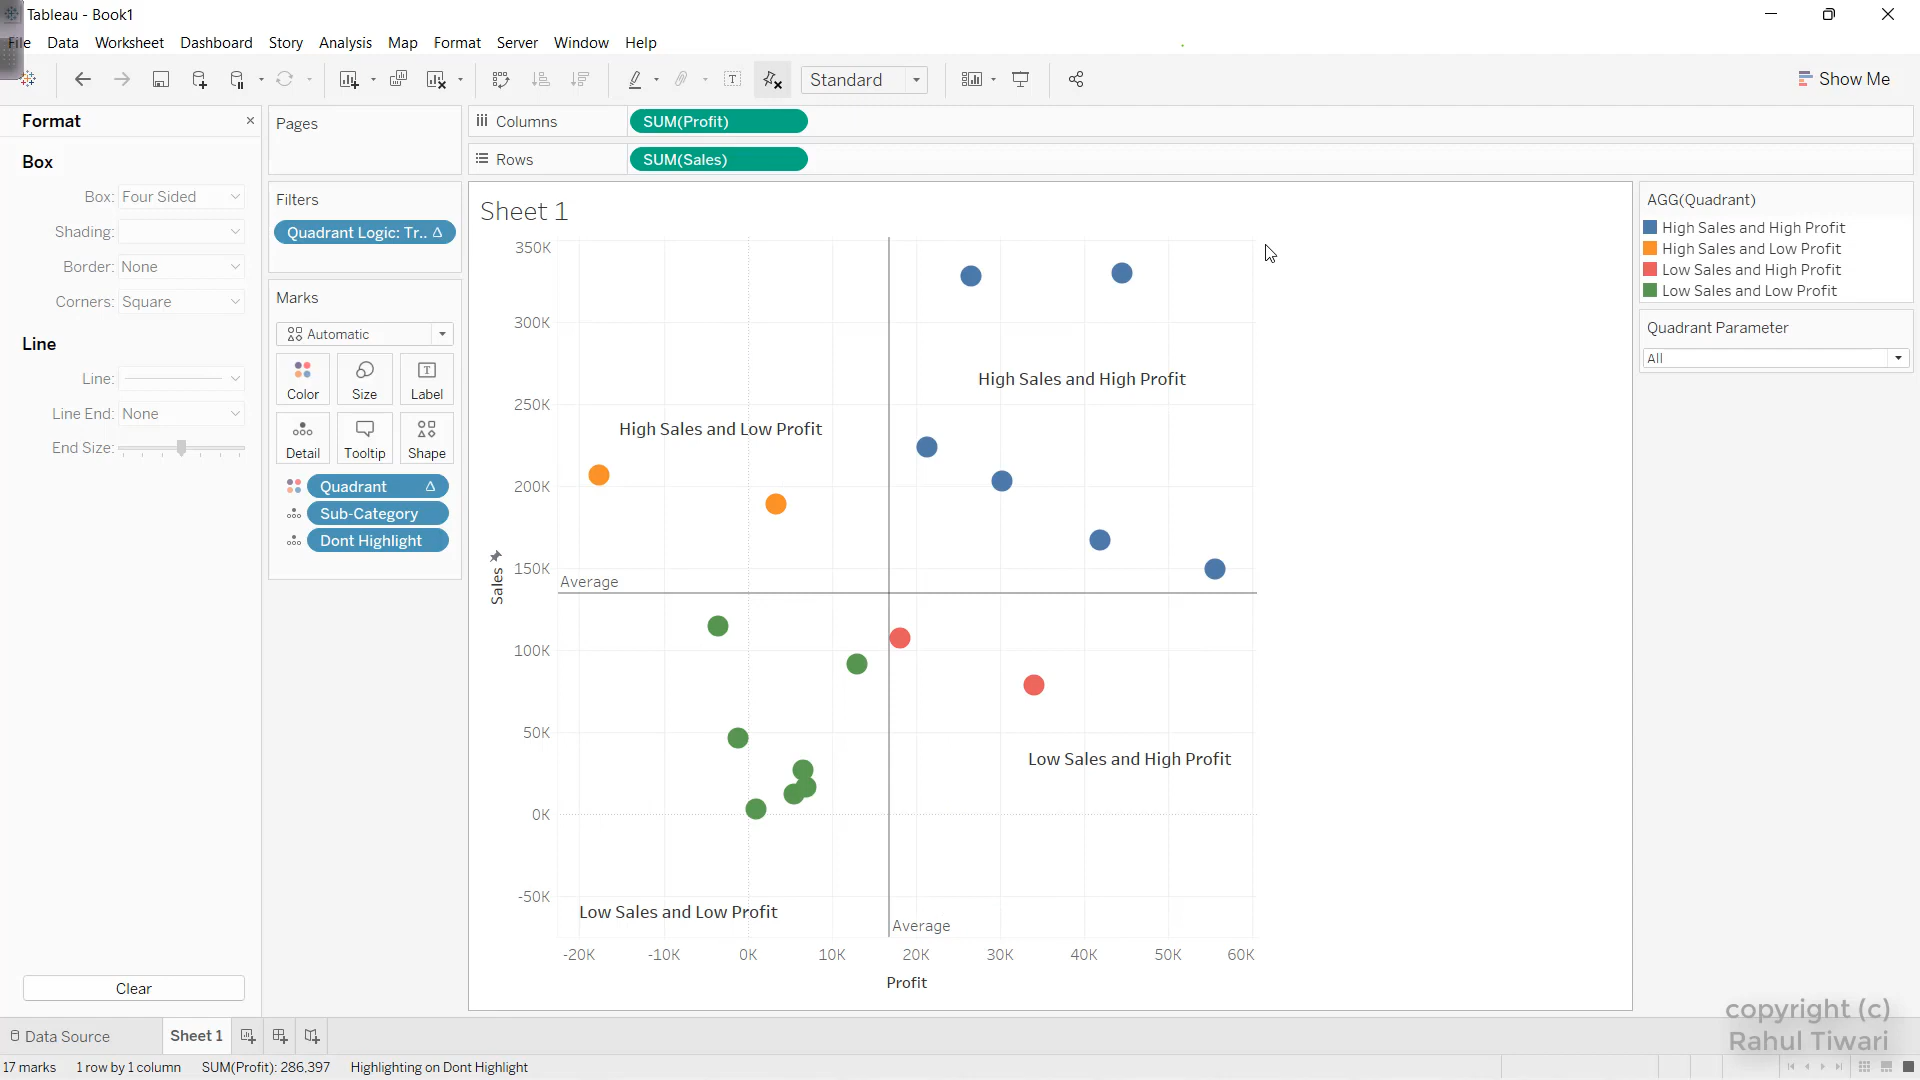 Tableau - Book1
File Data Worksheet Dashboard Story Analysis Map Format Server Window Help
Standard
Show Me
Format
Box
Box: Four Sided
Shading:
Border: None
Corners: Square
Line
Line:
Line End: None
End Size:
Clear
Pages
Filters
Quadrant Logic: Tr..
Marks
Automatic
Color Size Label
Detail Tooltip Shape
Quadrant
Sub-Category
Dont Highlight
Columns SUM(Profit)
Rows SUM(Sales)
Sheet 1
350K
300K
250K
200K
150K
100K
50K
0K
-50K
Sales
High Sales and High Profit
High Sales and Low Profit
Average
Low Sales and High Profit
Low Sales and Low Profit
Average
-20K -10K 0K 10K 20K 30K 40K 50K 60K
Profit
AGG(Quadrant)
High Sales and High Profit
High Sales and Low Profit
Low Sales and High Profit
Low Sales and Low Profit
Quadrant Parameter
All
copyright (c)
Rahul Tiwari
Data Source Sheet 1
17 marks 1 row by 1 column SUM(Profit): 286,397 Highlighting on Dont Highlight